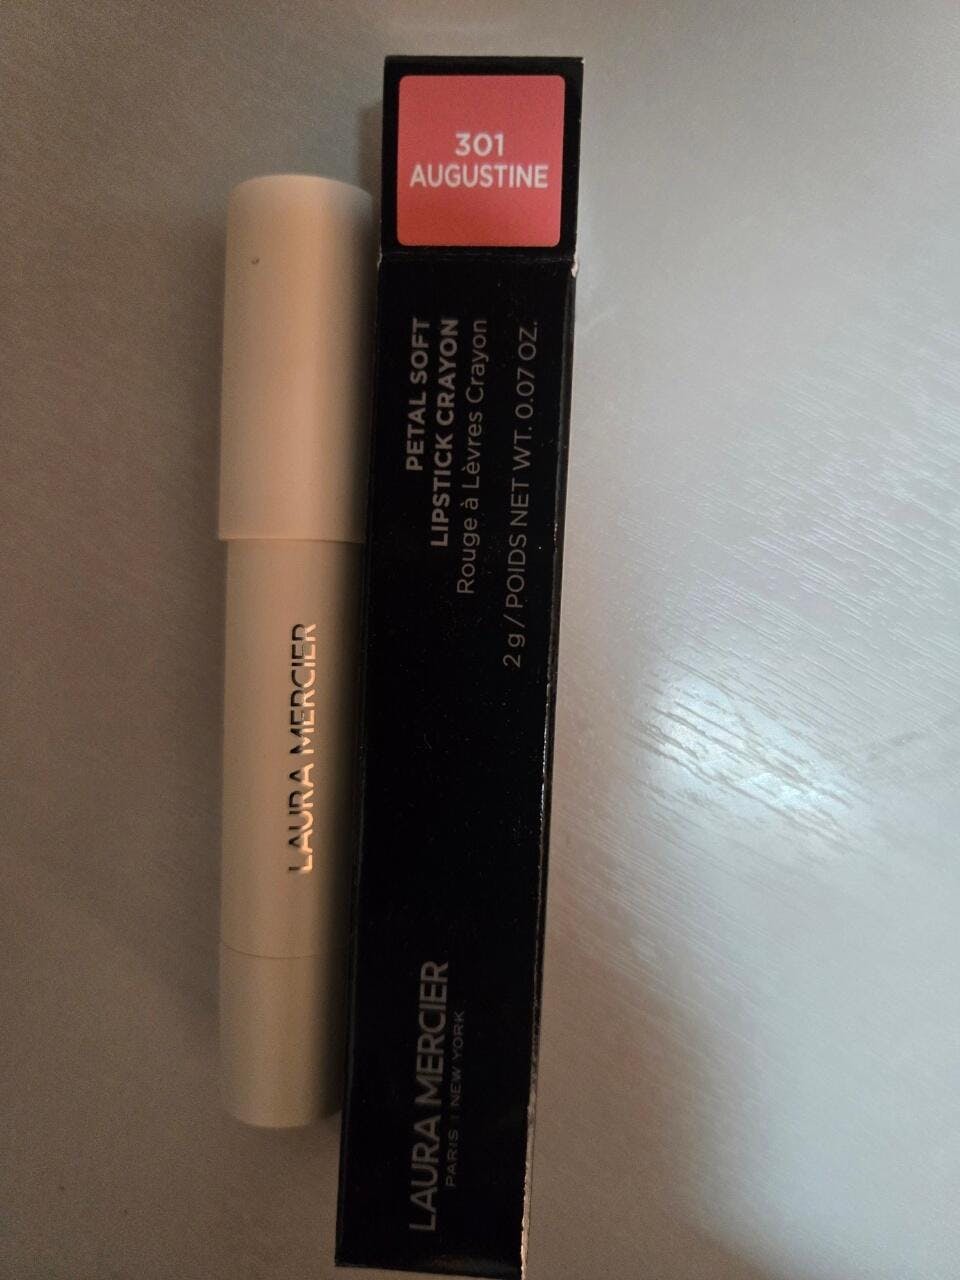 301
AUGUSTINE
PETAL SOFT
LIPSTICK CRAYON
Rouge à Lèvres Crayon
2 g / POIDS NET WT. 0.07 OZ.
LAURA MERCIER
PARIS | NEW YORK
LAURA MERCIER